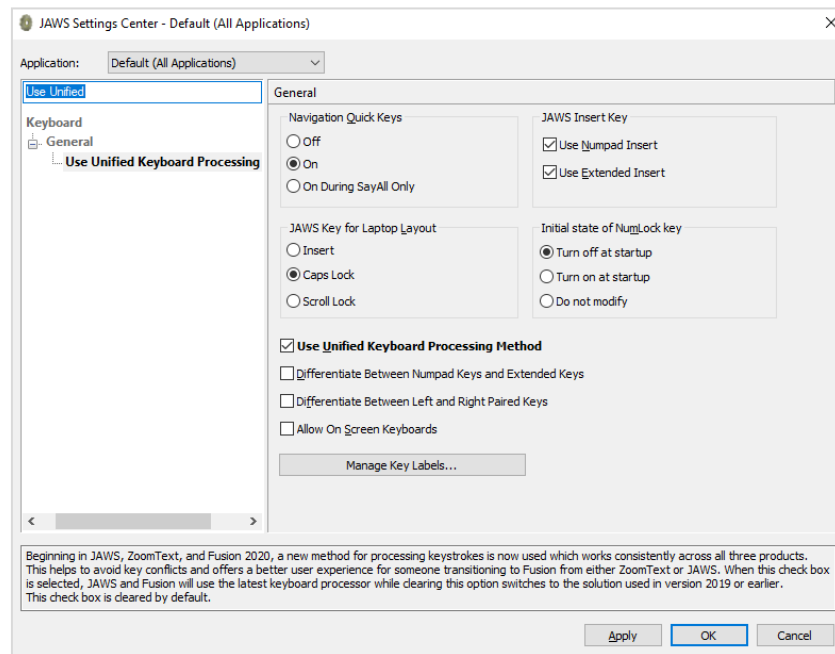 JAWS Settings Center - Default (All Applications)
Application: Default (All Applications)
Use Unified
Keyboard
General
Use Unified Keyboard Processing
General
Navigation Quick Keys
Off
On
On During SayAll Only
JAWS Insert Key
Use Numpad Insert
Use Extended Insert
JAWS Key for Laptop Layout
Insert
Caps Lock
Scroll Lock
Initial state of NumLock key
Turn off at startup
Turn on at startup
Do not modify
Use Unified Keyboard Processing Method
Differentiate Between Numpad Keys and Extended Keys
Differentiate Between Left and Right Paired Keys
Allow On Screen Keyboards
Manage Key Labels...
Beginning in JAWS, ZoomText, and Fusion 2020, a new method for processing keystrokes is now used which works consistently across all three products.
This helps to avoid key conflicts and offers a better user experience for someone transitioning to Fusion from either ZoomText or JAWS. When this check box
is selected, JAWS and Fusion will use the latest keyboard processor while clearing this option switches to the solution used in version 2019 or earlier.
This check box is cleared by default.
Apply OK Cancel